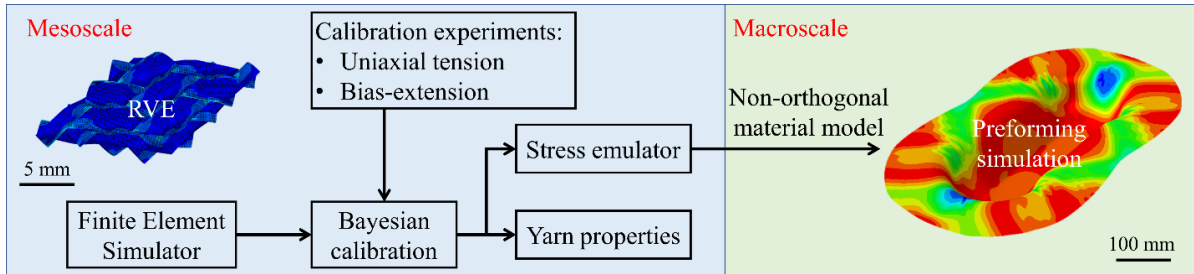 Mesoscale
RVE
5 mm
Calibration experiments:
• Uniaxial tension
• Bias-extension
Finite Element
Simulator
Bayesian
calibration
Stress emulator
Yarn properties
Macroscale
Non-orthogonal
material model
Preforming
simulation
100 mm